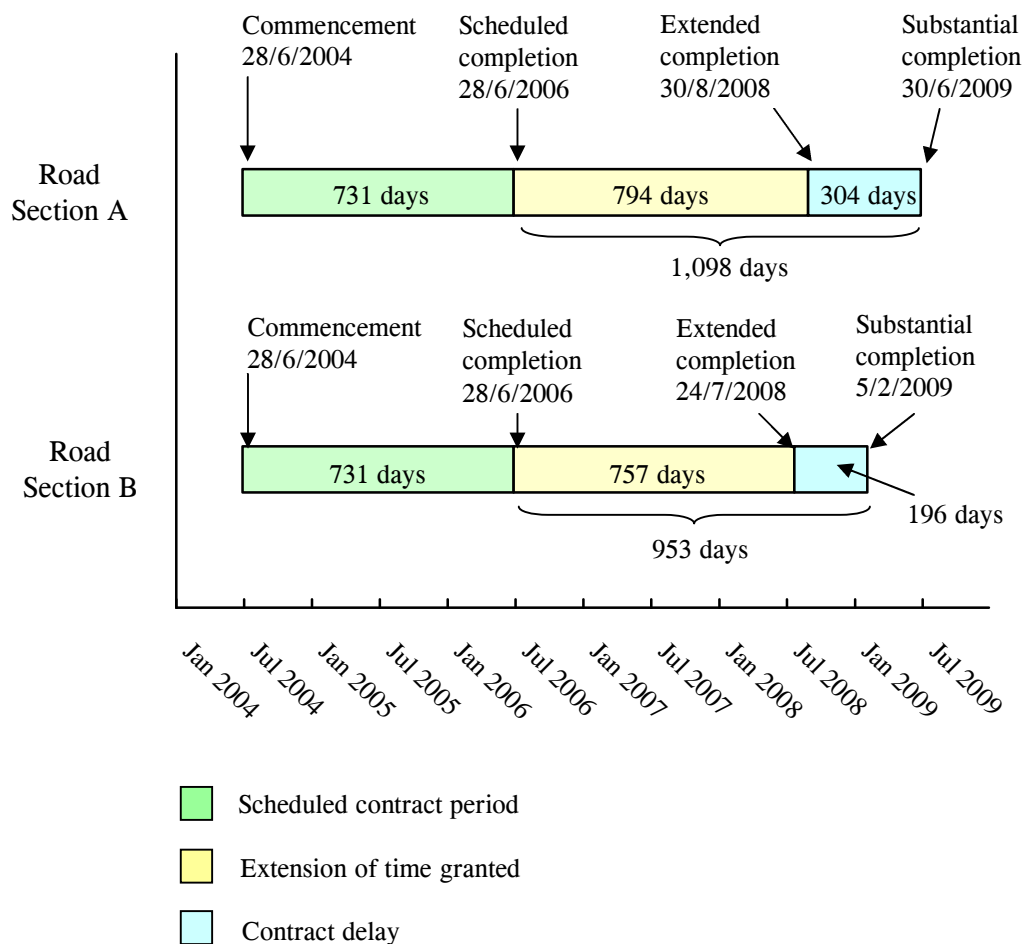 Commencement
28/6/2004
Scheduled
completion
28/6/2006
Extended
completion
30/8/2008
Substantial
completion
30/6/2009
Road
Section A
731 days
794 days
304 days
1,098 days
Commencement
28/6/2004
Scheduled
completion
28/6/2006
Extended
completion
24/7/2008
Substantial
completion
5/2/2009
Road
Section B
731 days
757 days
196 days
953 days
Jan 2004
Jul 2004
Jan 2005
Jul 2005
Jan 2006
Jul 2006
Jan 2007
Jul 2007
Jan 2008
Jul 2008
Jan 2009
Jul 2009
Scheduled contract period
Extension of time granted
Contract delay